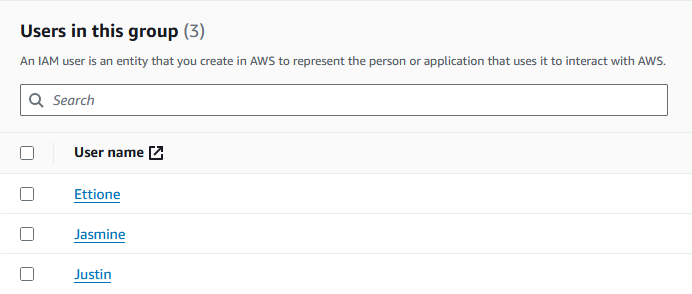 Users in this group (3)
An IAM user is an entity that you create in AWS to represent the person or application that uses it to interact with AWS.
Search
User name
Ettione
Jasmine
Justin